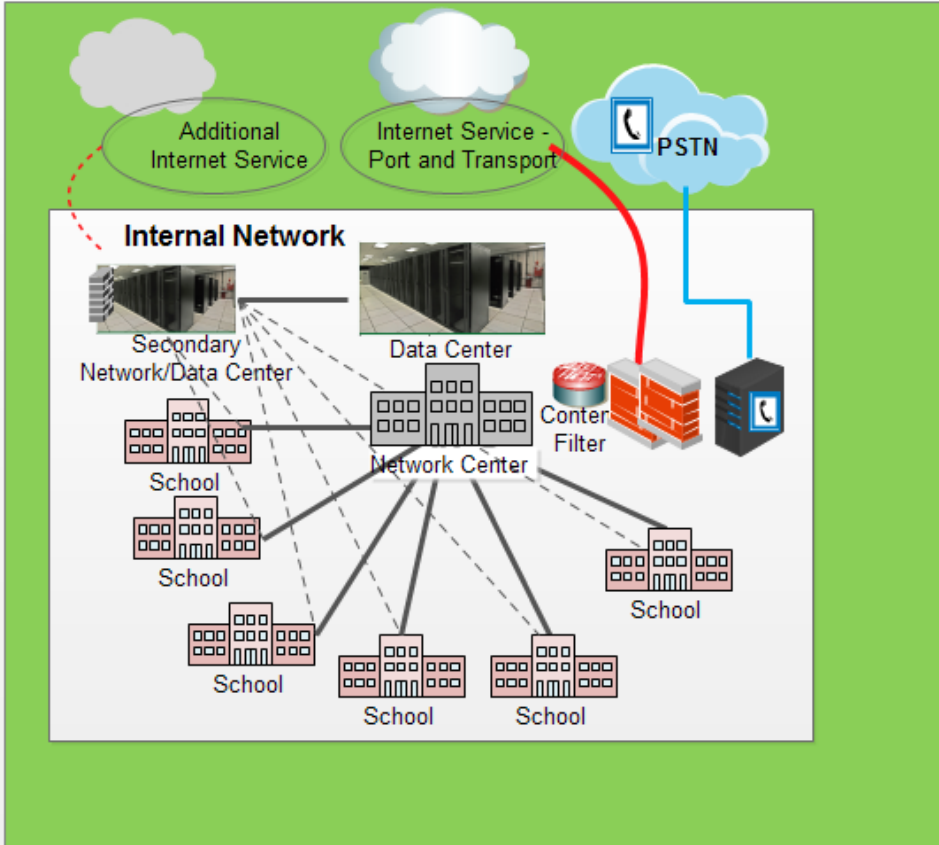 Additional
Internet Service
Internet Service -
Port and Transport
PSTN
Internal Network
Secondary
Network/Data Center
Data Center
Conter
Filter
Network Center
School
School
School
School
School
School